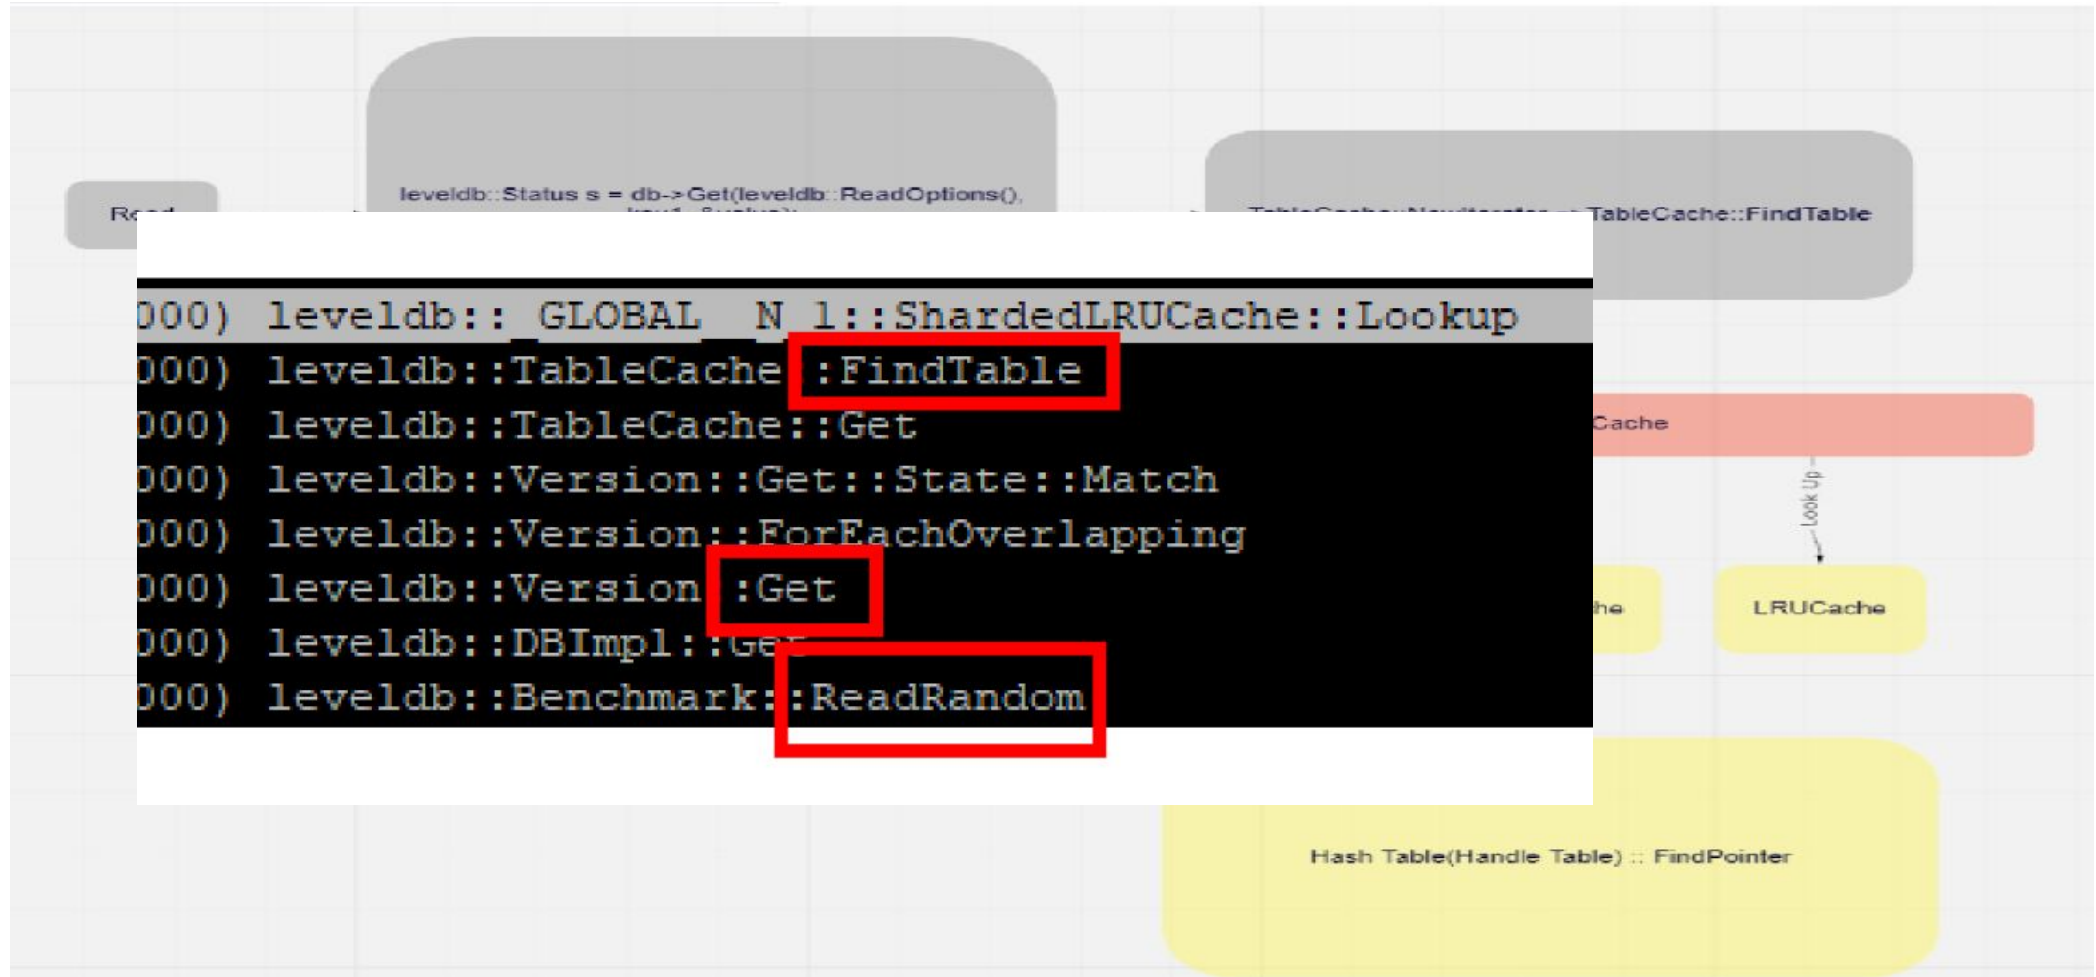 leveldb::Status s = db->Get(leveldb::ReadOptions(),
Read
TableCache::FindTable
000) leveldb::_GLOBAL__N_1::ShardedLRUCache::Lookup
000) leveldb::TableCache::FindTable
000) leveldb::TableCache::Get
000) leveldb::Version::Get::State::Match
000) leveldb::Version::ForEachOverlapping
000) leveldb::Version::Get
000) leveldb::DBImpl::Get
000) leveldb::Benchmark::ReadRandom
Cache
Look Up
he
LRUCache
Hash Table(Handle Table) :: FindPointer